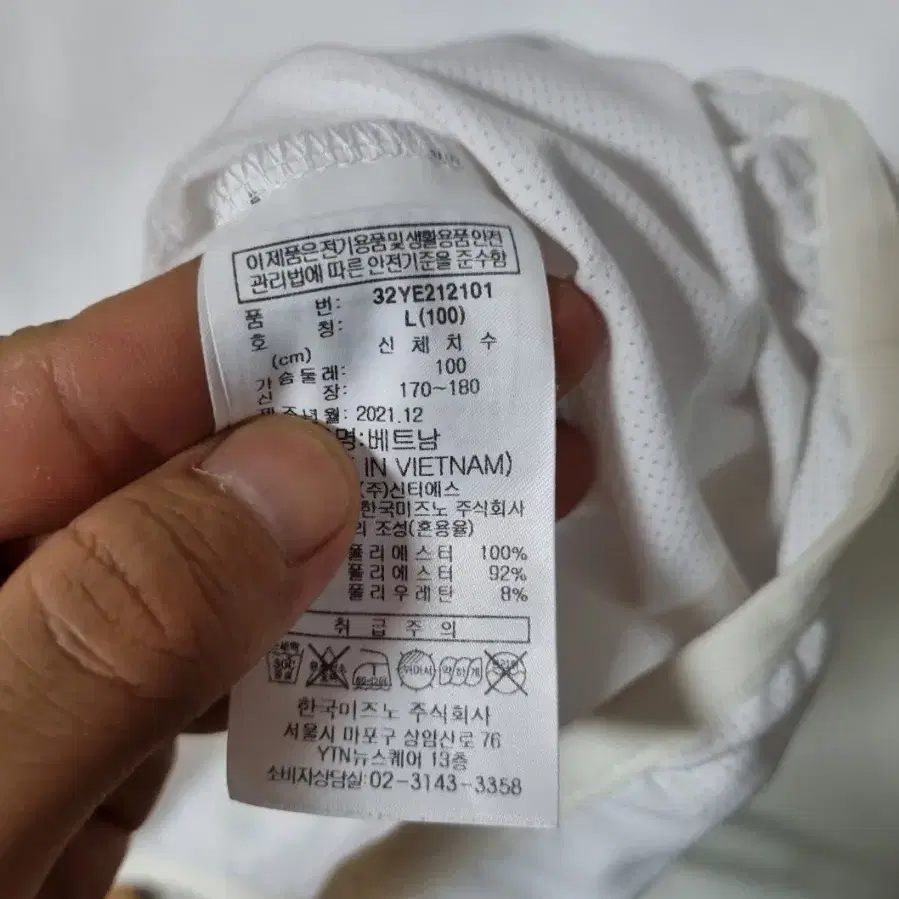 이 제품은 전기용품 및 생활용품 안전
관리법에 따른 안전기준을 준수함
품 번: 32YE212101
호 칭: L(100)
(cm) 신 체 치 수
가슴둘레: 100
신 장: 170~180
제조년월: 2021.12
명:베트남
IN VIETNAM)
(주)신티에스
한국미즈노 주식회사
의 조성(혼용율)
폴리에스터 100%
폴리에스터 92%
폴리우레탄 8%
취 급 주 의
약하게
한국미즈노 주식회사
서울시 마포구 상암산로 76
YTN뉴스퀘어 13층
소비자상담실:02-3143-3358